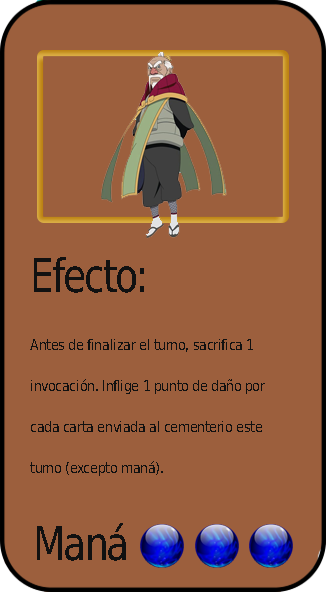 Efecto:
Antes de finalizar el turno, sacrifica 1
invocación. Inflige 1 punto de daño por
cada carta enviada al cementerio este
turno (excepto maná).
Maná